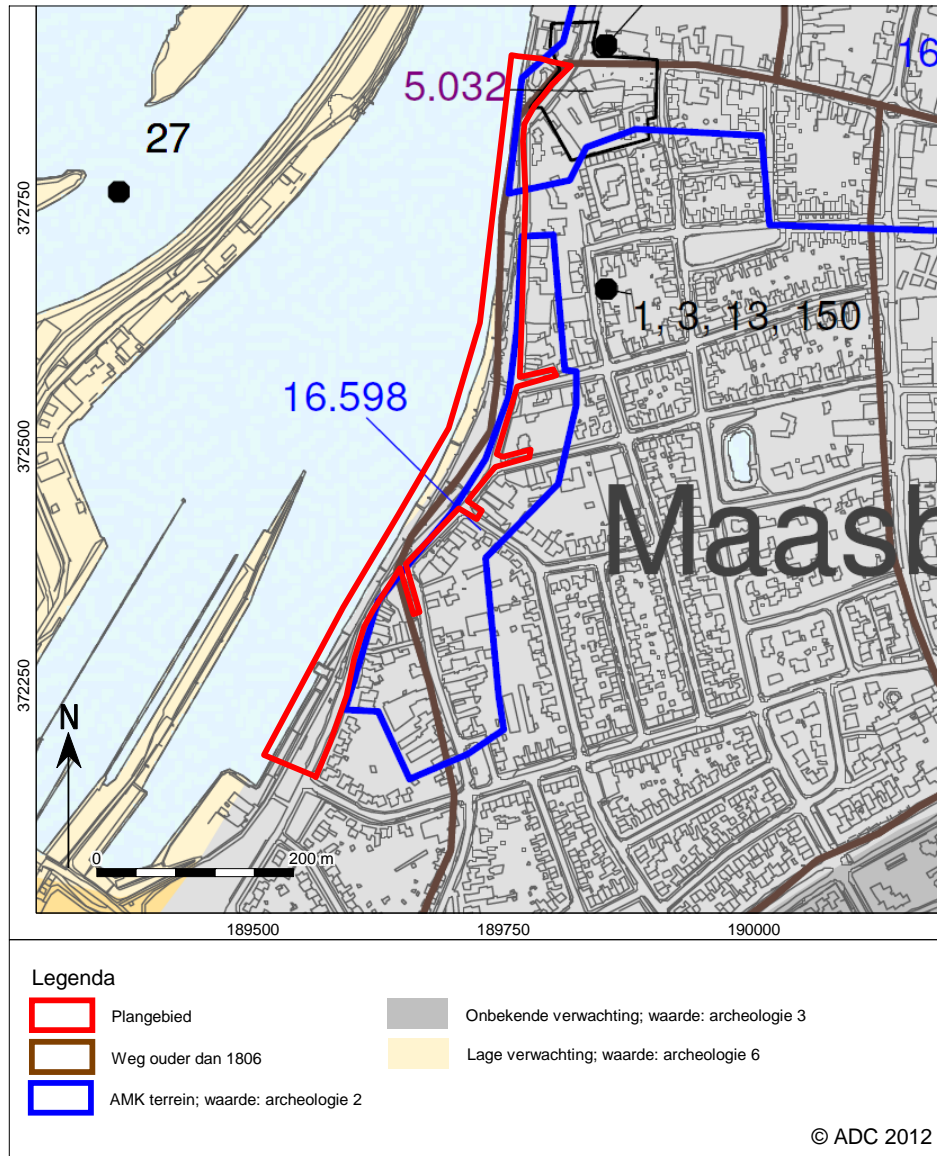 16
5.032
27
372750
1, 3, 13, 150
16.598
372500
Maasb
372250
N
0 200 m
189500 189750 190000
Legenda
Plangebied
Onbekende verwachting; waarde: archeologie 3
Weg ouder dan 1806
Lage verwachting; waarde: archeologie 6
AMK terrein; waarde: archeologie 2
© ADC 2012